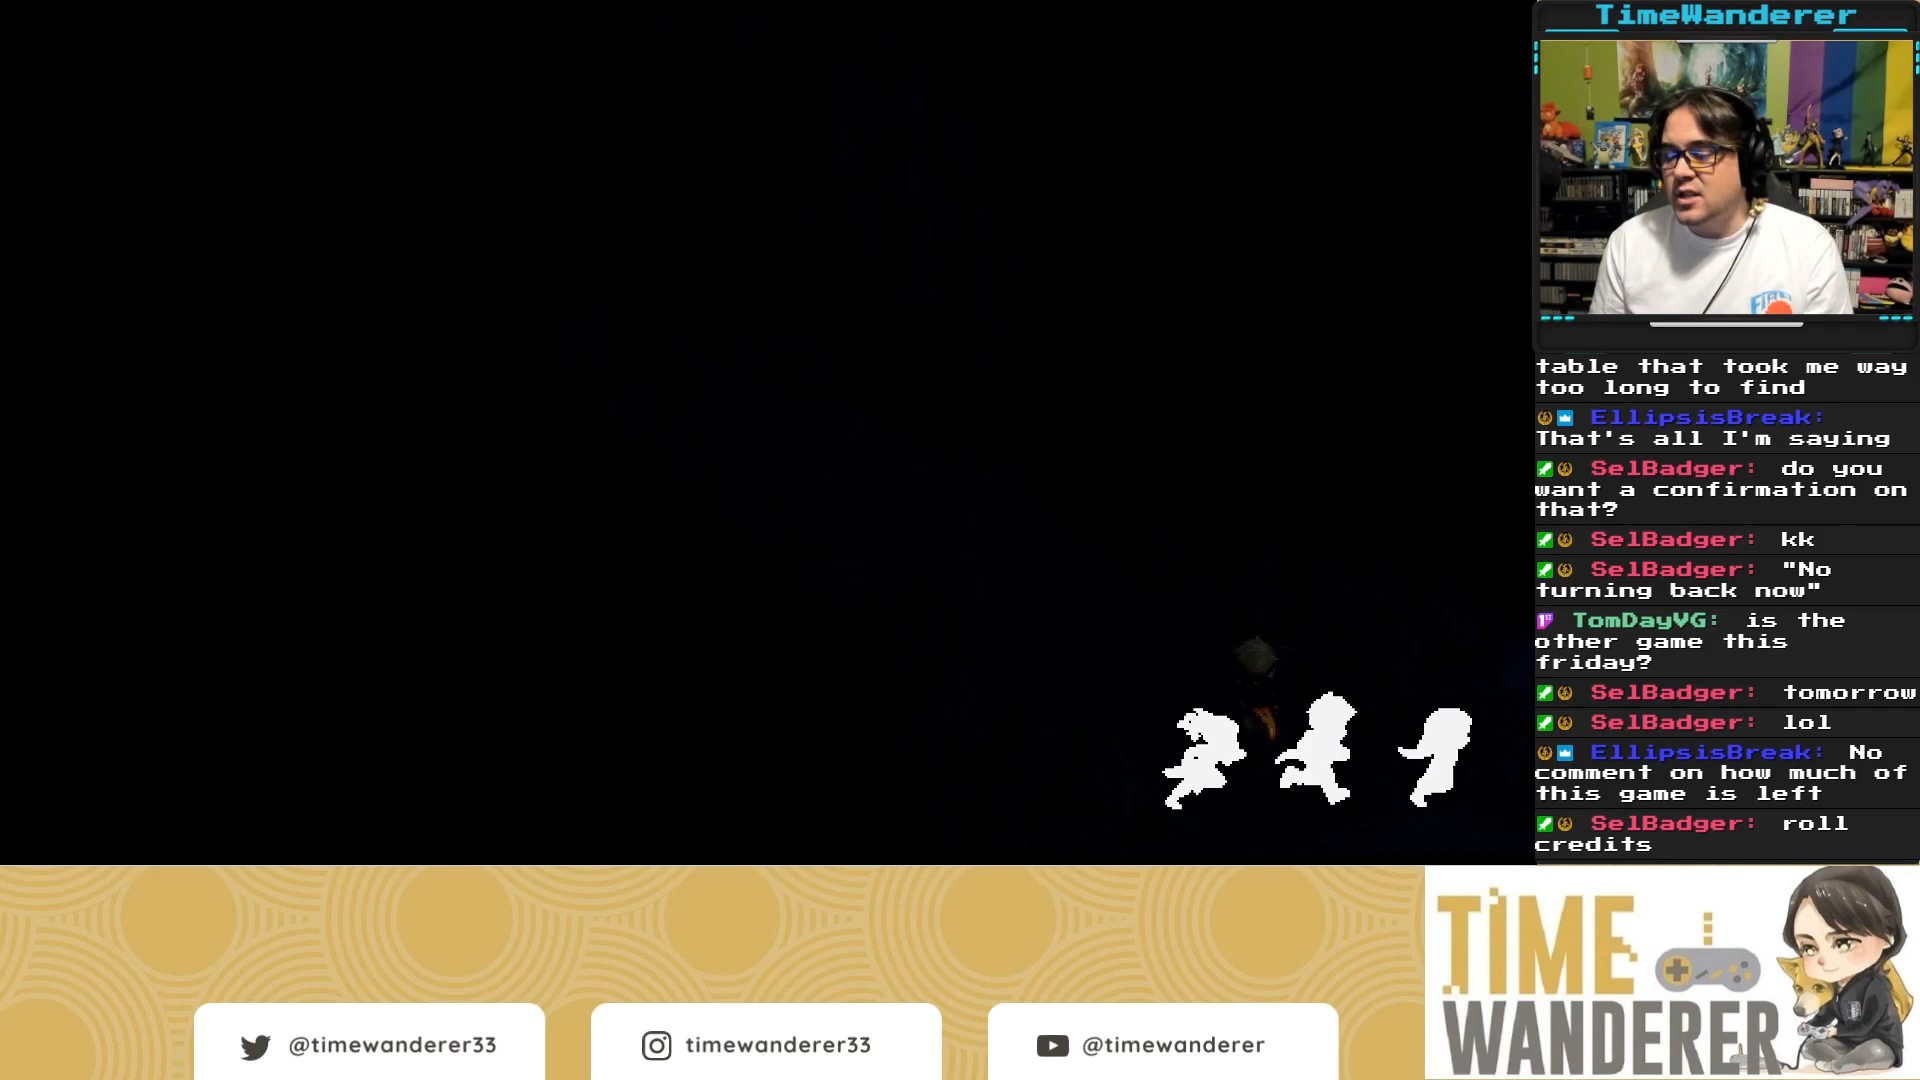 TimeWanderer
table that took me way
too long to find
EllipsisBreak:
That's all I'm saying
SelBadger: do you
want a confirmation on
that?
SelBadger: kk
SelBadger: "No
turning back now"
TomDayVG: is the
other game this
friday?
SelBadger: tomorrow
SelBadger: lol
EllipsisBreak: No
comment on how much of
this game is left
SelBadger: roll
credits
TIME
WANDERER
@timewanderer33
timewanderer33
@timewanderer